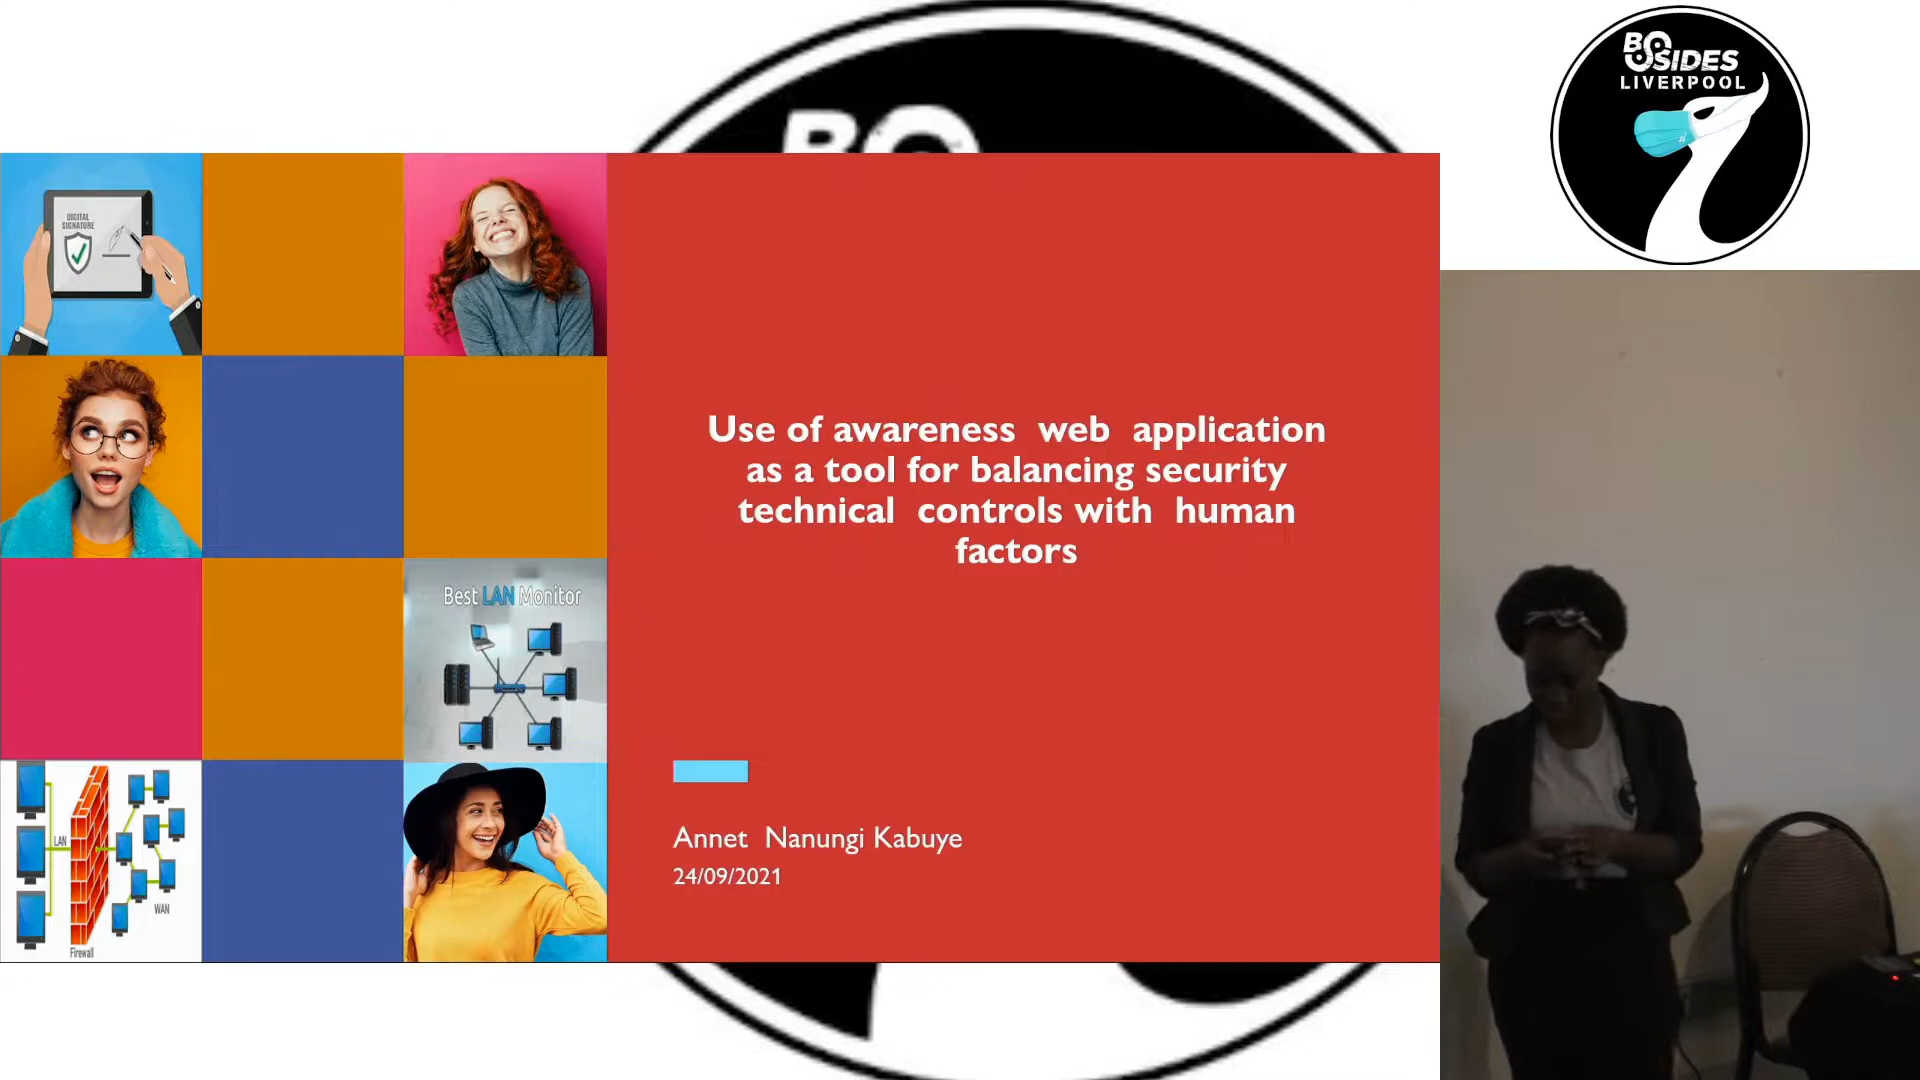 BSIDES
LIVERPOOL
DIGITAL
SIGNATURE
Use of awareness web application
as a tool for balancing security
technical controls with human
factors
Best LAN Monitor
LAN
WAN
Firewall
Annet Nanungi Kabuye
24/09/2021